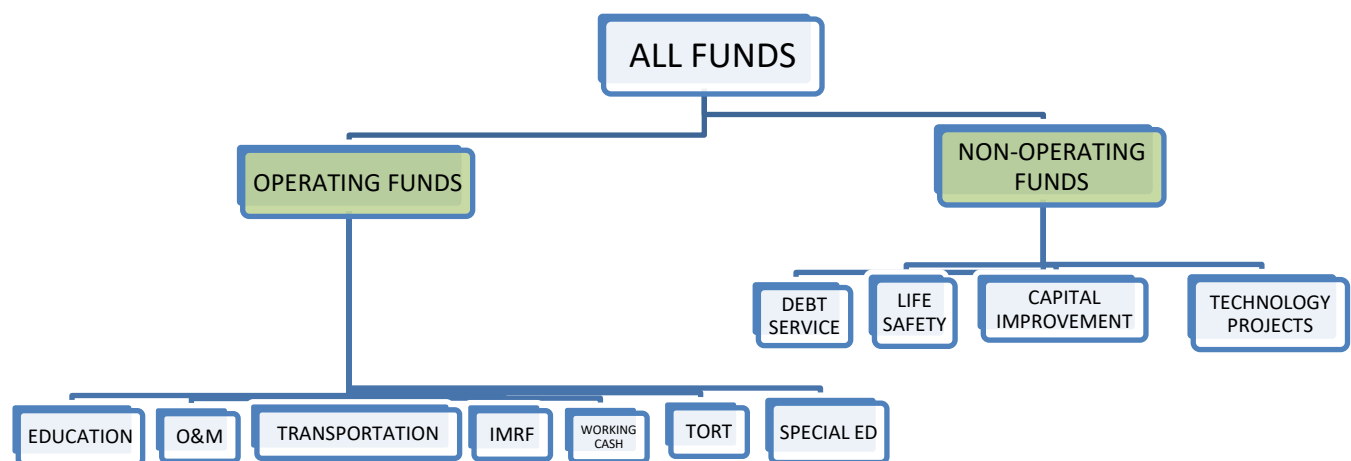 ALL FUNDS
OPERATING FUNDS
NON-OPERATING
FUNDS
DEBT
SERVICE
LIFE
SAFETY
CAPITAL
IMPROVEMENT
TECHNOLOGY
PROJECTS
EDUCATION
O&M
TRANSPORTATION
IMRF
WORKING
CASH
TORT
SPECIAL ED